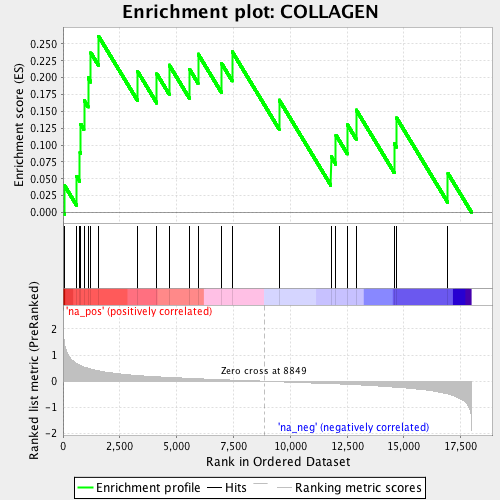 Enrichment plot: COLLAGEN
Enrichment score (ES)
0.250
0.225
0.200
0.175
0.150
0.125
0.100
0.075
0.050
0.025
0.000
'na_pos' (positively correlated)
Ranked list metric (PreRanked)
2
1
0
-1
-2
Zero cross at 8849
'na_neg' (negatively correlated)
0 2,500 5,000 7,500 10,000 12,500 15,000 17,500
Rank in Ordered Dataset
Enrichment profile Hits Ranking metric scores